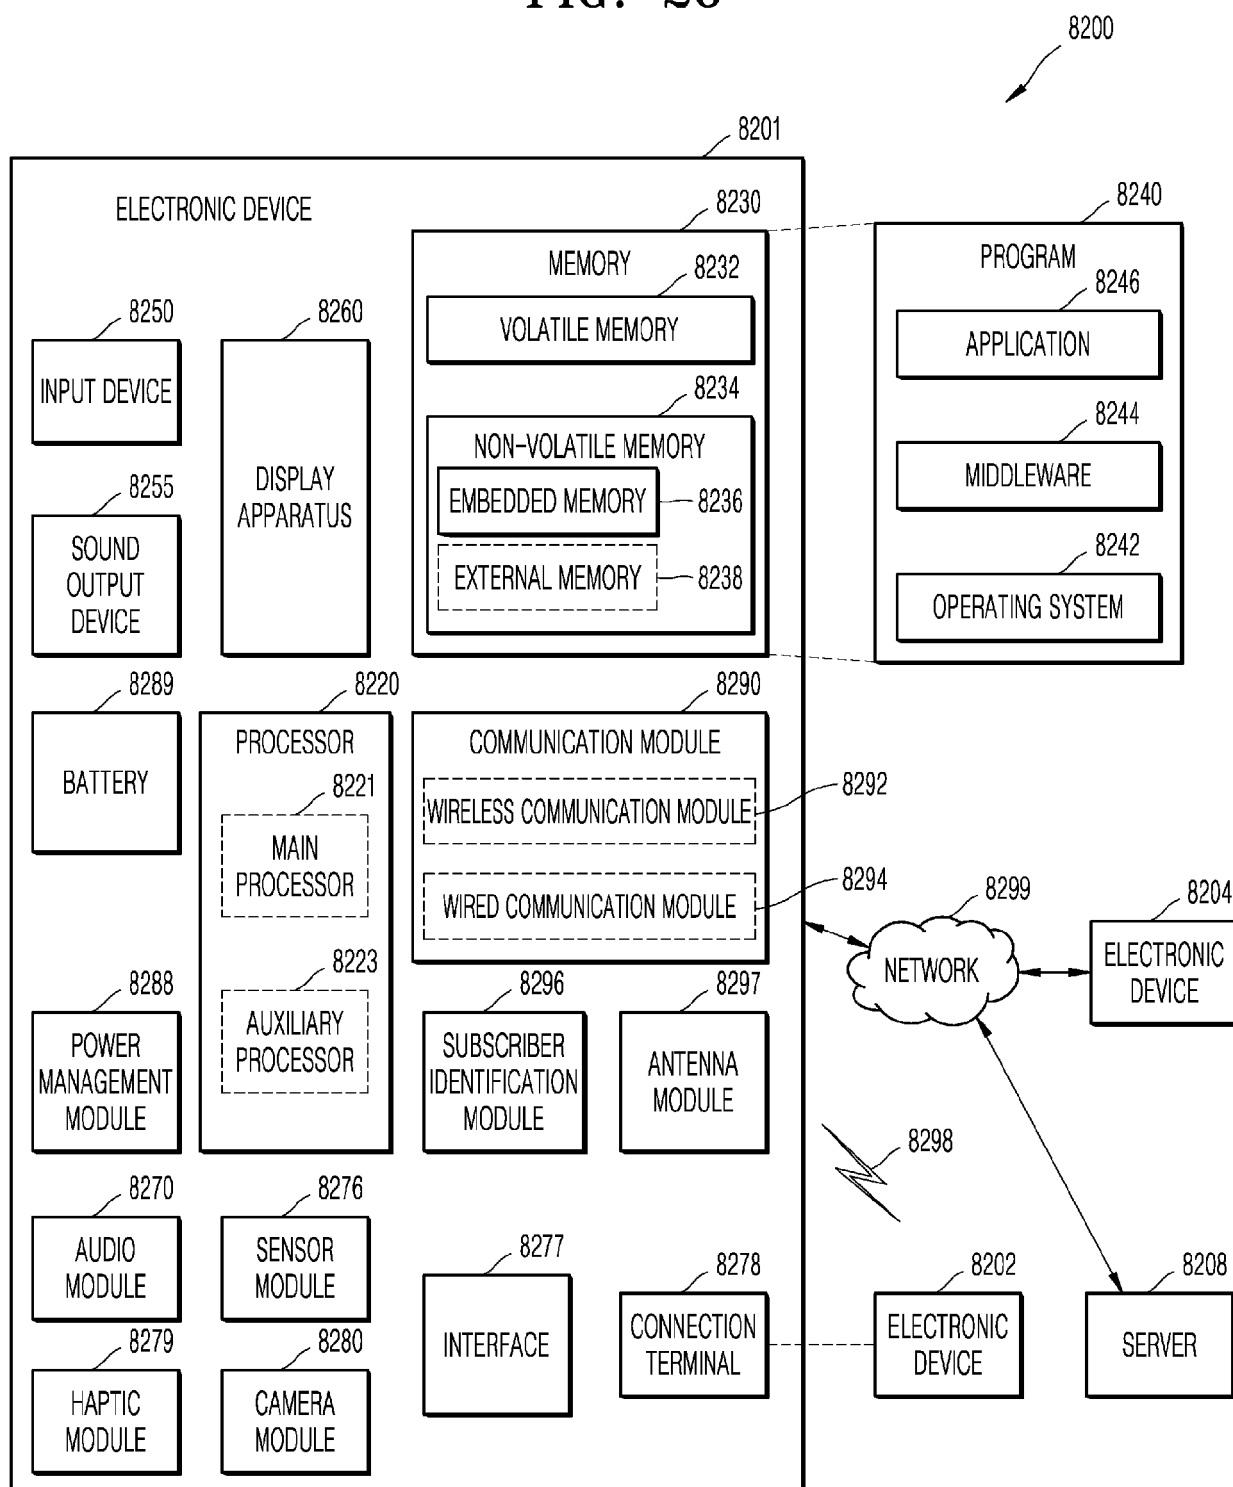 8200
8201
ELECTRONIC DEVICE
8230
MEMORY
8232
VOLATILE MEMORY
8234
NON-VOLATILE MEMORY
EMBEDDED MEMORY
8236
EXTERNAL MEMORY
8238
8240
PROGRAM
8246
APPLICATION
8244
MIDDLEWARE
8242
OPERATING SYSTEM
8250
INPUT DEVICE
8260
DISPLAY
APPARATUS
8255
SOUND
OUTPUT
DEVICE
8289
BATTERY
8220
PROCESSOR
8221
MAIN
PROCESSOR
8223
AUXILIARY
PROCESSOR
8290
COMMUNICATION MODULE
WIRELESS COMMUNICATION MODULE
8292
WIRED COMMUNICATION MODULE
8294
8299
NETWORK
8204
ELECTRONIC
DEVICE
8288
POWER
MANAGEMENT
MODULE
8296
SUBSCRIBER
IDENTIFICATION
MODULE
8297
ANTENNA
MODULE
8298
8270
AUDIO
MODULE
8276
SENSOR
MODULE
8277
INTERFACE
8278
CONNECTION
TERMINAL
8202
ELECTRONIC
DEVICE
8208
SERVER
8279
HAPTIC
MODULE
8280
CAMERA
MODULE